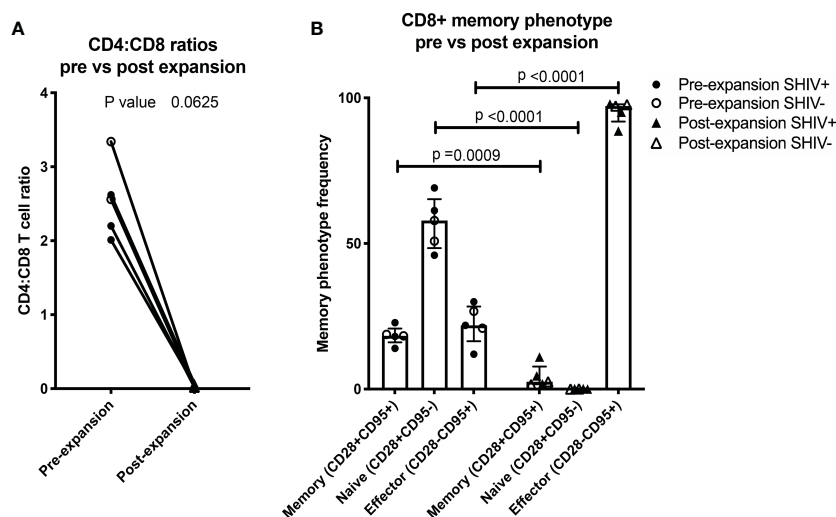 A
CD4:CD8 ratios
pre vs post expansion
P value 0.0625
CD4:CD8 T cell ratio
4
3
2
1
0
Pre-expansion
Post-expansion
B
CD8+ memory phenotype
pre vs post expansion
p <0.0001
p <0.0001
p =0.0009
Memory phenotype frequency
100
50
0
Memory (CD28+CD95+)
Naive (CD28+CD95-)
Effector (CD28-CD95+)
Memory (CD28+CD95+)
Naive (CD28+CD95-)
Effector (CD28-CD95+)
Pre-expansion SHIV+
Pre-expansion SHIV-
Post-expansion SHIV+
Post-expansion SHIV-